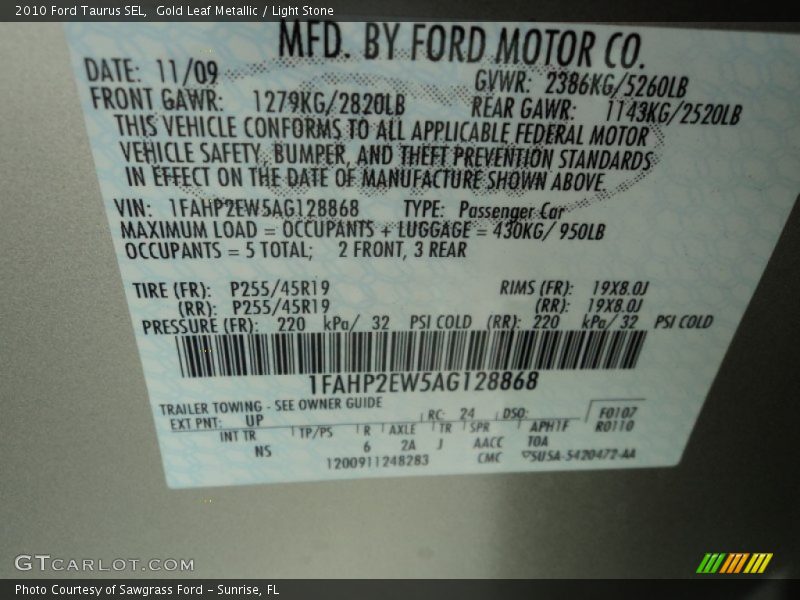 2010 Ford Taurus SEL,  Gold Leaf Metallic / Light Stone
MFD. BY FORD MOTOR CO.
DATE: 11/09 GVWR: 2386KG/5260LB
FRONT GAWR: 1279KG/2820LB REAR GAWR: 1143KG/2520LB
THIS VEHICLE CONFORMS TO ALL APPLICABLE FEDERAL MOTOR
VEHICLE SAFETY, BUMPER, AND THEFT PREVENTION STANDARDS
IN EFFECT ON THE DATE OF MANUFACTURE SHOWN ABOVE
VIN: 1FAHP2EW5AG128868 TYPE: Passenger Car
MAXIMUM LOAD = OCCUPANTS + LUGGAGE = 430KG/ 950LB
OCCUPANTS = 5 TOTAL; 2 FRONT, 3 REAR
TIRE (FR): P255/45R19 RIMS (FR): 19X8.0J
(RR): P255/45R19 (RR): 19X8.0J
PRESSURE (FR): 220 kPa/ 32 PSI COLD (RR): 220 kPa/ 32 PSI COLD
1FAHP2EW5AG128868
TRAILER TOWING - SEE OWNER GUIDE
EXT PNT: UP RC: 24 DSO: F0107
INT TR TP/PS R AXLE TR SPR R0110
NS 6 2A J AACC TOA
1200911248283 CMC 5U5A-5420472-AA
GTCARLOT.COM
Photo Courtesy of Sawgrass Ford - Sunrise, FL